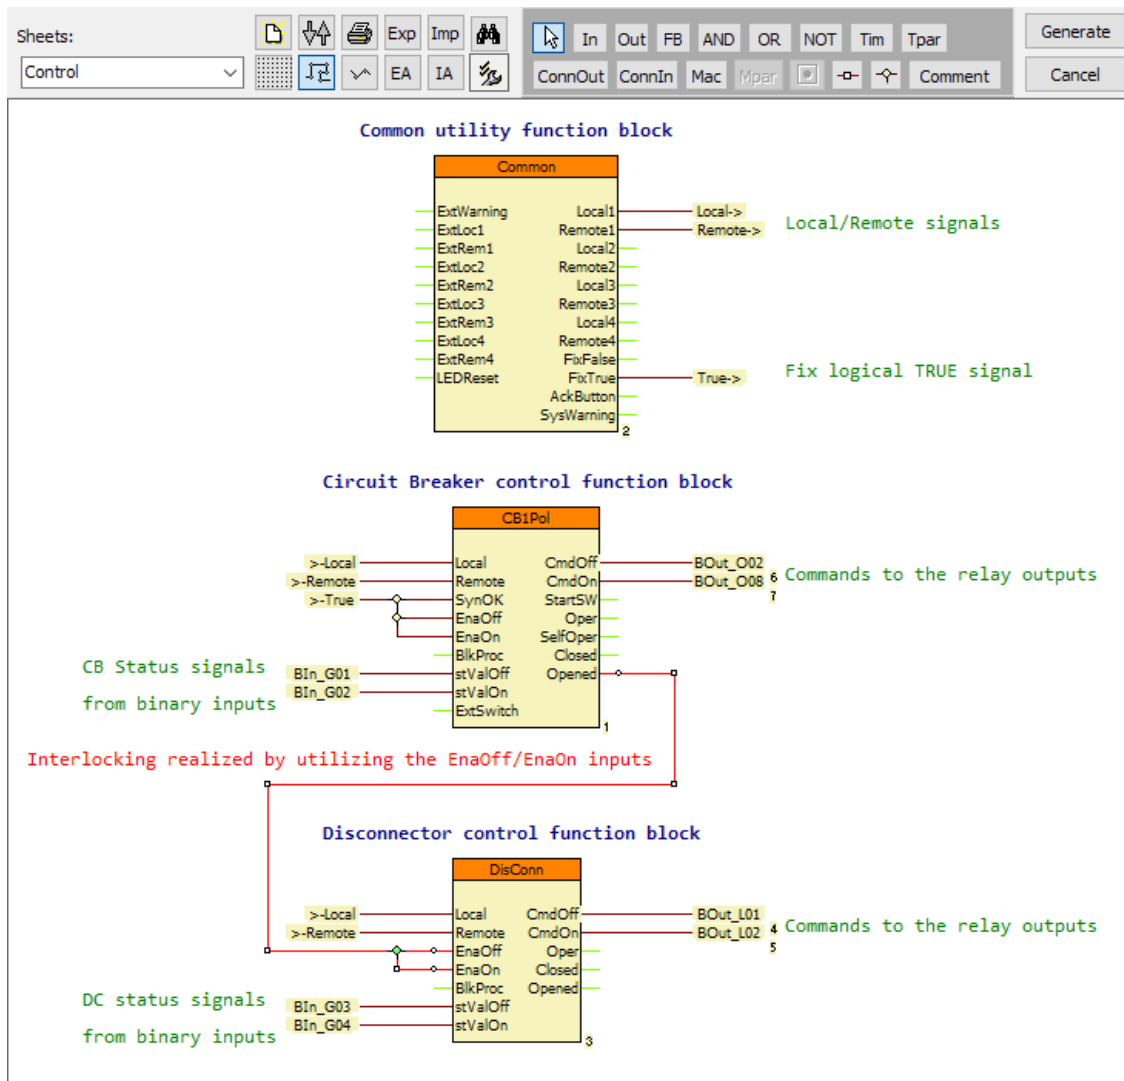 Sheets:
Control
Exp
Imp
EA
IA
In
Out
FB
AND
OR
NOT
Tim
Tpar
ConnOut
ConnIn
Mac
Mpar
Comment
Generate
Cancel
Common utility function block
Common
ExtWarning
ExtLoc1
ExtRem1
ExtLoc2
ExtRem2
ExtLoc3
ExtRem3
ExtLoc4
ExtRem4
LEDReset
Local1
Remote1
Local2
Remote2
Local3
Remote3
Local4
Remote4
FixFalse
FixTrue
AckButton
SysWarning
2
Local->
Remote->
Local/Remote signals
True->
Fix logical TRUE signal
Circuit Breaker control function block
CB1Pol
>-Local
>-Remote
>-True
BIn_G01
BIn_G02
CB Status signals
from binary inputs
Local
Remote
SynOK
EnaOff
EnaOn
BlkProc
stValOff
stValOn
ExtSwitch
CmdOff
CmdOn
StartSW
Oper
SelfOper
Closed
Opened
1
BOut_O02
BOut_O08
6
7
Commands to the relay outputs
Interlocking realized by utilizing the EnaOff/EnaOn inputs
Disconnector control function block
DisConn
>-Local
>-Remote
BIn_G03
BIn_G04
DC status signals
from binary inputs
Local
Remote
EnaOff
EnaOn
BlkProc
stValOff
stValOn
CmdOff
CmdOn
Oper
Closed
Opened
3
BOut_L01
BOut_L02
4
5
Commands to the relay outputs